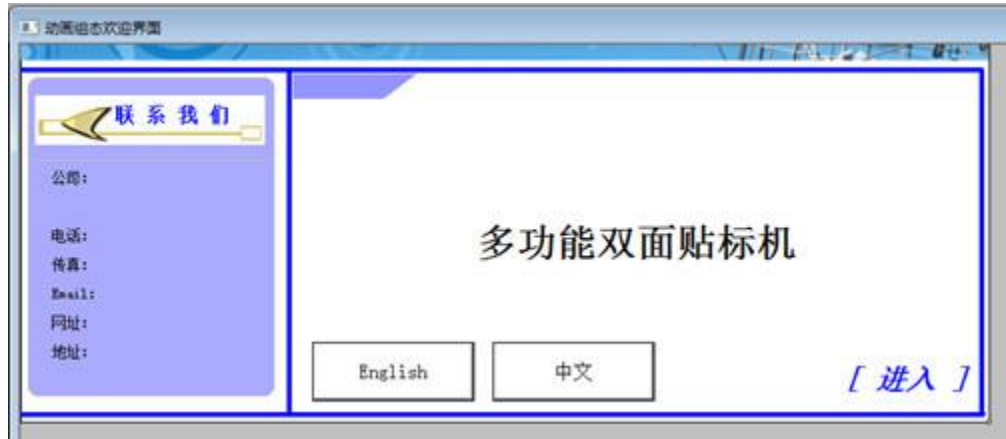 动画组态欢迎界面
联系我们
公司：
电话：
传真：
Email：
网址：
地址：
多功能双面贴标机
English
中文
[ 进入 ]